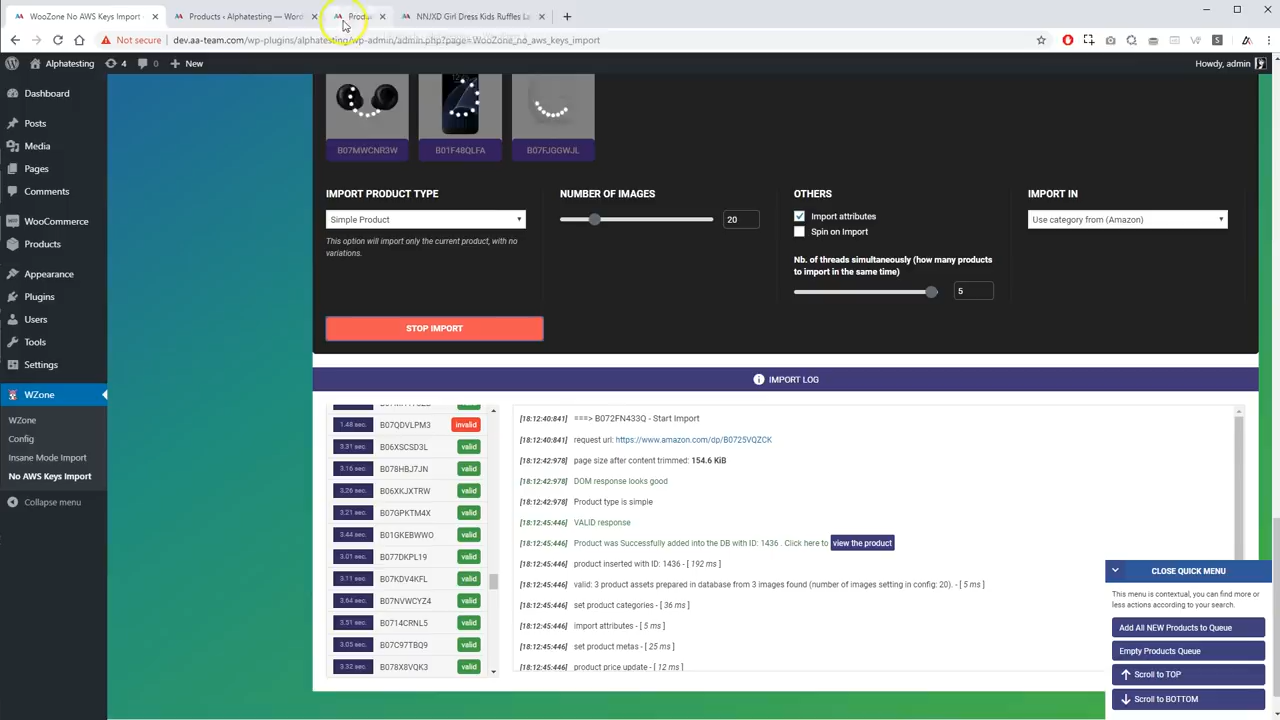 WooZone No AWS Keys Import
Products ‹ Alphatesting — Word
Produc
NNJXD Girl Dress Kids Ruffles La
Not secure
dev.aa-team.com/wp-plugins/alphatesting/wp-admin/admin.php?page=WooZone_no_aws_keys_import
Alphatesting
4
0
New
Howdy, admin
Dashboard
Posts
Media
Pages
Comments
WooCommerce
Products
Appearance
Plugins
Users
Tools
Settings
WZone
WZone
Config
ane Mode Import
No AWS Keys Import
Collapse menu
B07MWCNR3W
B01F48QLFA
B07FJGGWJL
IMPORT PRODUCT TYPE
Simple Product
This option will import only the current product, with no
variations.
NUMBER OF IMAGES
20
OTHERS
Import attributes
Spin on Import
Nb. of threads simultaneously (how many products
to import in the same time)
5
IMPORT IN
Use category from (Amazon)
STOP IMPORT
IMPORT LOG
1.48 sec. B07QDVLPM3 invalid
3.31 sec. B06XSCSD3L valid
3.16 sec. B078HBJ7JN valid
3.26 sec. B06XKJXTRW valid
3.21 sec. B07GPKTM4X valid
3.44 sec. B01GKEBWWO valid
3.01 sec. B077DKPL19 valid
3.11 sec. B07KDV4KFL valid
3.64 sec. B07NVWCYZ4 valid
3.51 sec. B0714CRNL5 valid
3.05 sec. B07C97TBQ9 valid
3.32 sec. B078X8VQK3 valid
[18:12:40:841] ===> B072FN433Q - Start Import
[18:12:40:841] request url: https://www.amazon.com/dp/B0725VQZCK
[18:12:42:978] page size after content trimmed: 154.6 KiB
[18:12:42:978] DOM response looks good
[18:12:42:978] Product type is simple
[18:12:45:446] VALID response
[18:12:45:446] Product was Successfully added into the DB with ID: 1436 . Click here to view the product
[18:12:45:446] product inserted with ID: 1436 - [ 192 ms ]
[18:12:45:446] valid: 3 product assets prepared in database from 3 images found (number of images setting in config: 20). - [ 5 ms ]
[18:12:45:446] set product categories - [ 36 ms ]
[18:12:45:446] import attributes - [ 5 ms ]
[18:12:45:446] set product metas - [ 25 ms ]
[18:12:45:446] product price update - [ 12 ms ]
CLOSE QUICK MENU
This menu is contextual, you can find more
or less actions according to your search.
Add All NEW Products to Queue
Empty Products Queue
Scroll to TOP
Scroll to BOTTOM